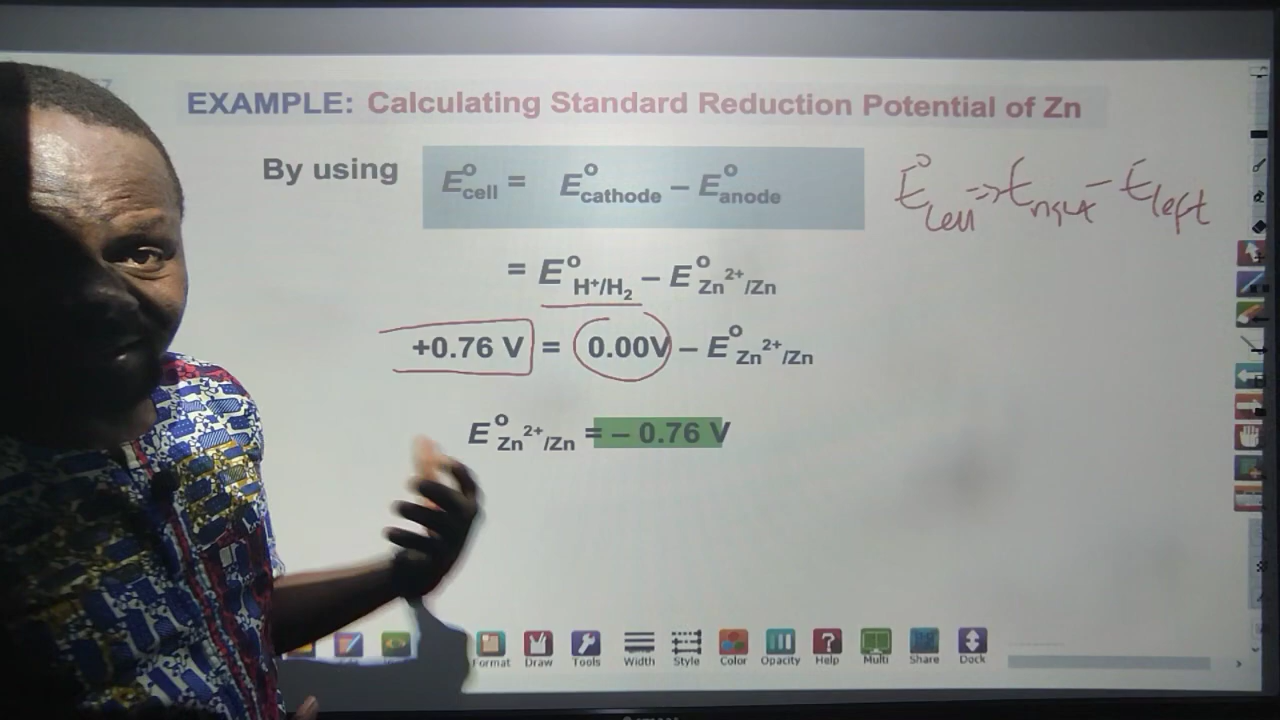 EXAMPLE: Calculating Standard Reduction Potential of Zn
By using E°cell = E°cathode – E°anode
E°cell => Eright – Eleft
= E°H⁺/H₂ – E°Zn²⁺/Zn
+0.76 V = 0.00V – E°Zn²⁺/Zn
E°Zn²⁺/Zn = – 0.76 V
Format Draw Tools Width Style Color Opacity Help Multi Share Dock